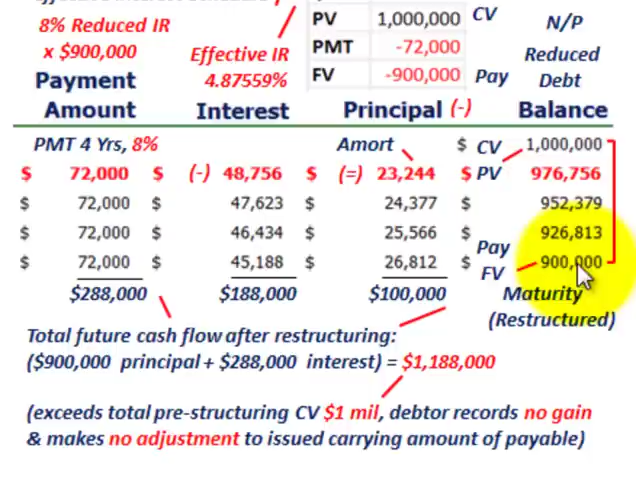 8% Reduced IR
x $900,000
Effective IR
4.87559%
PV 1,000,000 CV
PMT -72,000
FV -900,000 Pay
N/P
Reduced
Debt
Payment
Amount Interest Principal (-) Balance
PMT 4 Yrs, 8% Amort $ CV 1,000,000
$ 72,000 $ (-) 48,756 $ (=) 23,244 $ PV 976,756
$ 72,000 $ 47,623 $ 24,377 $ 952,379
$ 72,000 $ 46,434 $ 25,566 $ 926,813
Pay
$ 72,000 $ 45,188 $ 26,812 $ 900,000
FV
$288,000 $188,000 $100,000 Maturity
(Restructured)
Total future cash flow after restructuring:
($900,000 principal + $288,000 interest) = $1,188,000
(exceeds total pre-structuring CV $1 mil, debtor records no gain
& makes no adjustment to issued carrying amount of payable)